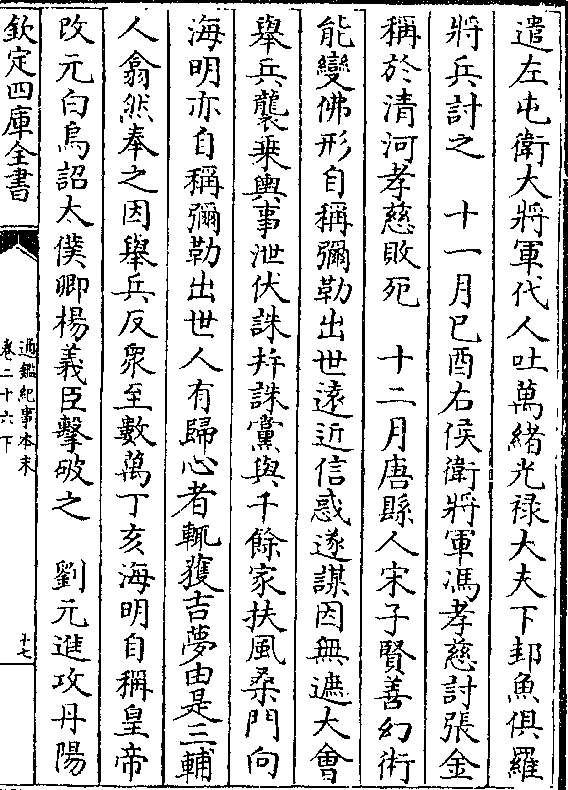 遣左屯衛大將軍代人吐萬緒光禄大夫下邽魚俱羅
將兵討之　十一月己酉右侯衛將軍馮孝慈討張金
稱於清河孝慈敗死　十二月唐縣人宋子賢善幻術
能變佛形自稱彌勒出世遠近信惑遂謀因無遮大會
舉兵襲乗輿事泄伏誅并誅黨與千餘家扶風桑門向
海明亦自稱彌勒出世人有歸心者輒獲吉夢由是三輔
人翕然奉之因舉兵反衆至數萬丁亥海明自稱皇帝
改元白烏詔太僕卿楊義臣擊破之　劉元進攻丹陽
欽定四庫全書
通鑑紀事本末
卷二十六下
十七